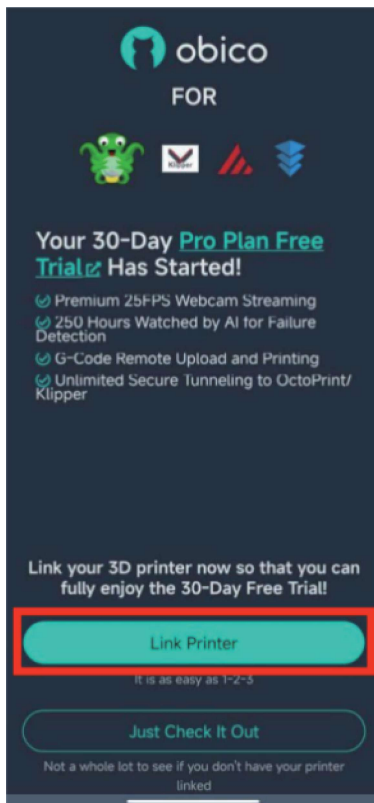 obico
FOR
Klipper
Your 30-Day Pro Plan Free
Trial Has Started!
Premium 25FPS Webcam Streaming
250 Hours Watched by AI for Failure
Detection
G-Code Remote Upload and Printing
Unlimited Secure Tunneling to OctoPrint/
Klipper
Link your 3D printer now so that you can
fully enjoy the 30-Day Free Trial!
Link Printer
It is as easy as 1-2-3
Just Check It Out
Not a whole lot to see if you don't have your printer
linked